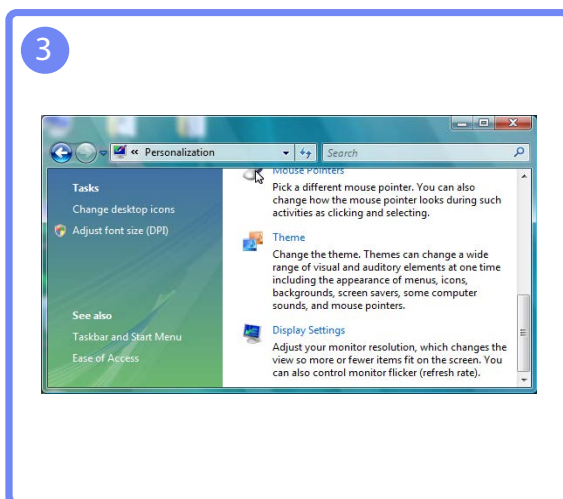 3
« Personalization
Search
Tasks
Change desktop icons
Adjust font size (DPI)
See also
Taskbar and Start Menu
Ease of Access
Mouse Pointers
Pick a different mouse pointer. You can also
change how the mouse pointer looks during such
activities as clicking and selecting.
Theme
Change the theme. Themes can change a wide
range of visual and auditory elements at one time
including the appearance of menus, icons,
backgrounds, screen savers, some computer
sounds, and mouse pointers.
Display Settings
Adjust your monitor resolution, which changes the
view so more or fewer items fit on the screen. You
can also control monitor flicker (refresh rate).